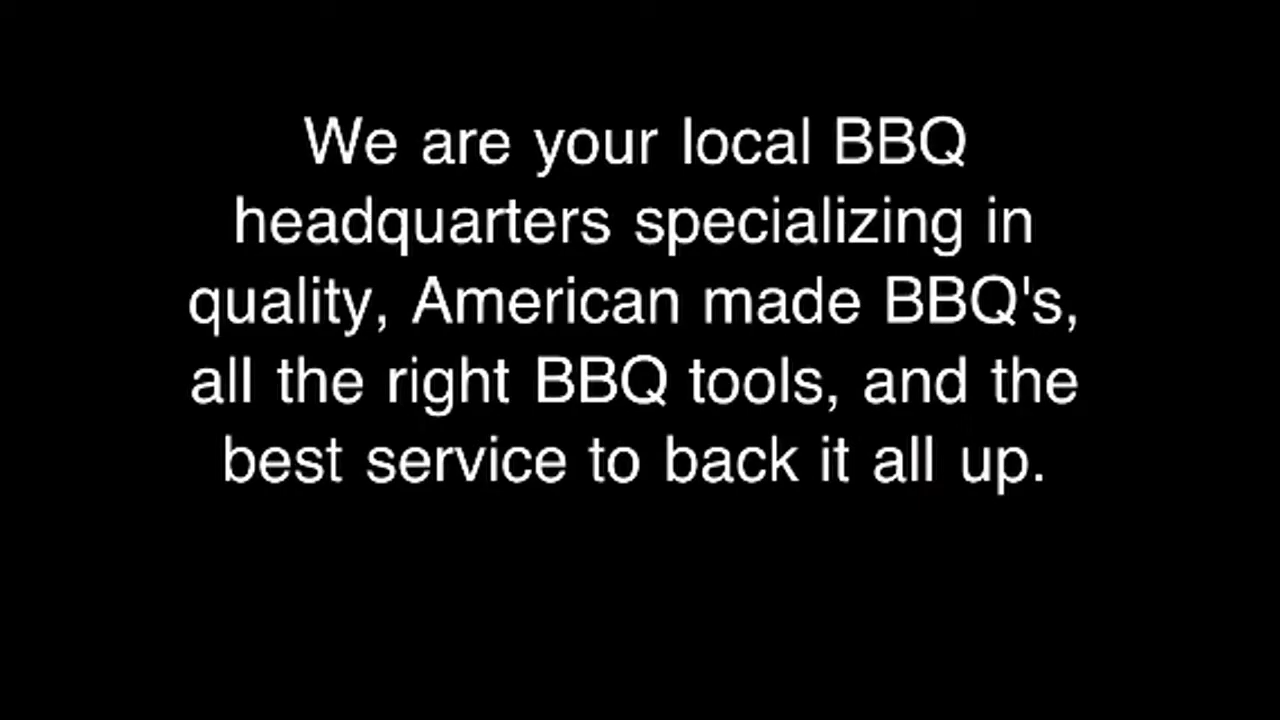 We are your local BBQ
headquarters specializing in
quality, American made BBQ's,
all the right BBQ tools, and the
best service to back it all up.